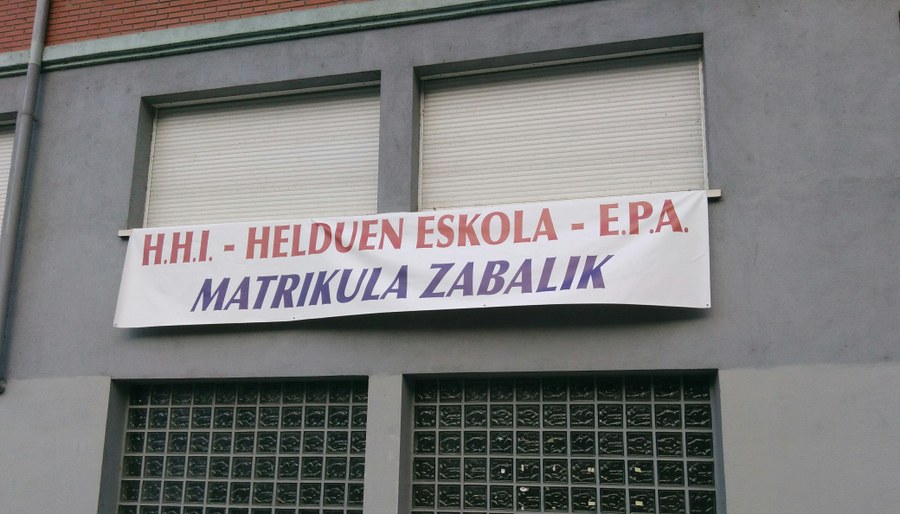 H.H.I. - HELDUEN ESKOLA - E.P.A.
MATRIKULA ZABALIK